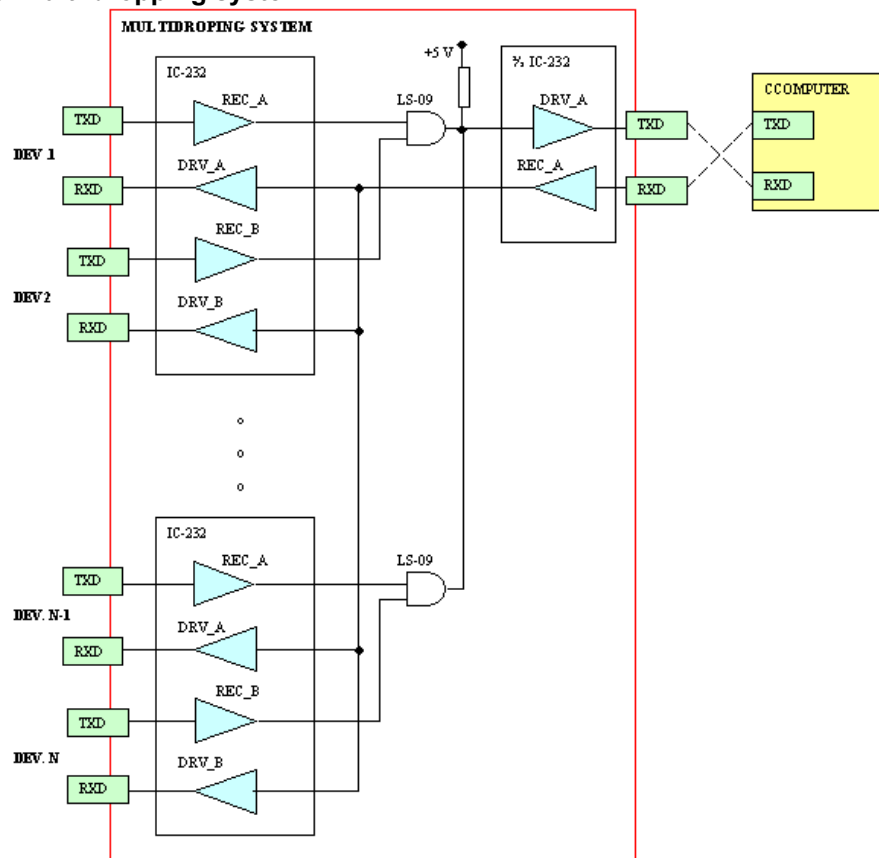 MULTIDROPING SYSTEM
+5 V
IC-232
IC-232
CCOMPUTER
LS-09
REC_A
DRV_A
TXD
TXD
TXD
DEV.1
DRV_A
REC_A
RXD
RXD
RXD
REC_B
TXD
DEV2
DRV_B
RXD
IC-232
REC_A
LS-09
TXD
DEV. N-1
DRV_A
RXD
REC_B
TXD
DEV. N
DRV_B
RXD